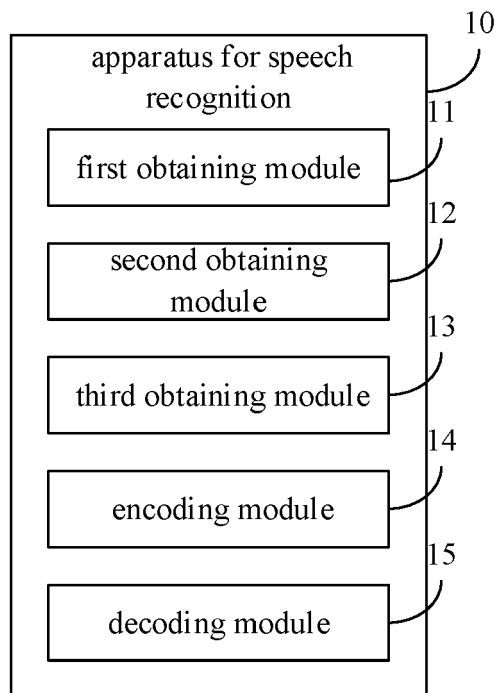 10
apparatus for speech
recognition
11
first obtaining module
12
second obtaining
module
13
third obtaining module
14
encoding module
15
decoding module